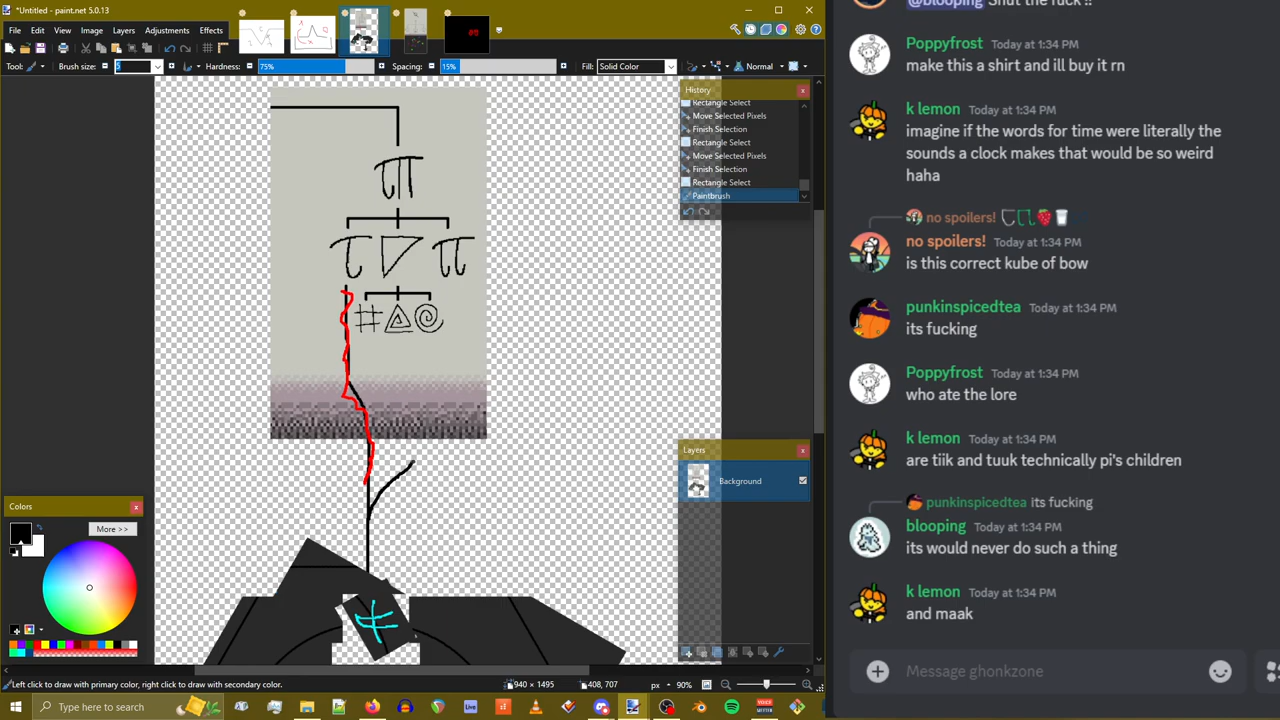 *Untitled - paint.net 5.0.13
File Edit View Image Layers Adjustments Effects
Tool: Brush size: 5 Hardness: 75% Spacing: 15% Fill: Solid Color Normal
History
Rectangle Select
Move Selected Pixels
Finish Selection
Rectangle Select
Move Selected Pixels
Finish Selection
Rectangle Select
Paintbrush
Layers
Background
Colors
More >>
Left click to draw with primary color, right click to draw with secondary color.
940 × 1495
408, 707
px
90%
Type here to search
Live
@blooping Shut the fuck !!
Poppyfrost Today at 1:34 PM
make this a shirt and ill buy it rn
k lemon Today at 1:34 PM
imagine if the words for time were literally the
sounds a clock makes that would be so weird
haha
no spoilers!
no spoilers! Today at 1:34 PM
is this correct kube of bow
punkinspicedtea Today at 1:34 PM
its fucking
Poppyfrost Today at 1:34 PM
who ate the lore
k lemon Today at 1:34 PM
are tiik and tuuk technically pi's children
punkinspicedtea its fucking
blooping Today at 1:34 PM
its would never do such a thing
k lemon Today at 1:34 PM
and maak
Message ghonkzone